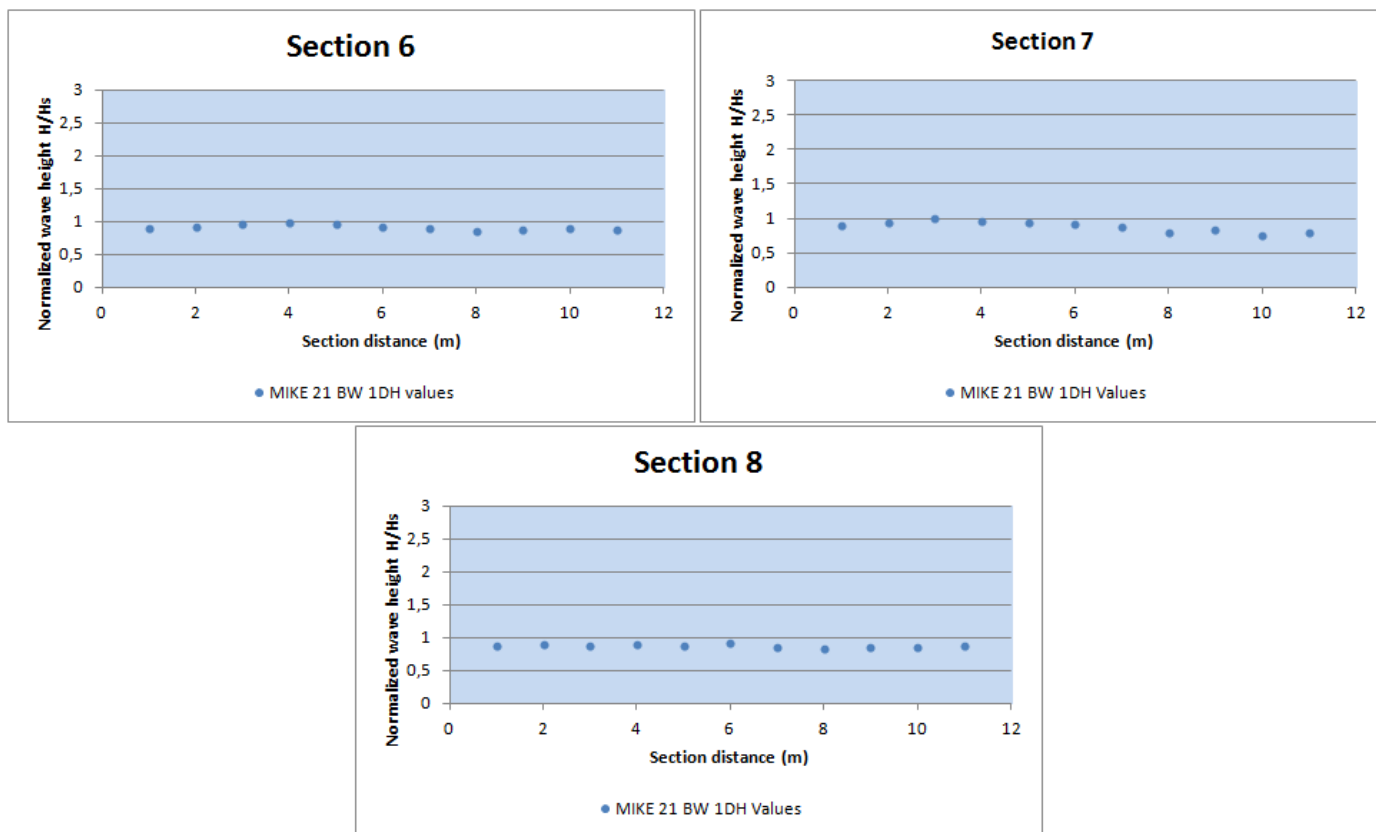 Section 6
Normalized wave height H/Hs
3
2,5
2
1,5
1
0,5
0
0 2 4 6 8 10 12
Section distance (m)
MIKE 21 BW 1DH values
Section 7
Normalized wave height H/Hs
3
2,5
2
1,5
1
0,5
0
0 2 4 6 8 10 12
Section distance (m)
MIKE 21 BW 1DH Values
Section 8
Normalized wave height H/Hs
3
2,5
2
1,5
1
0,5
0
0 2 4 6 8 10 12
Section distance (m)
MIKE 21 BW 1DH Values